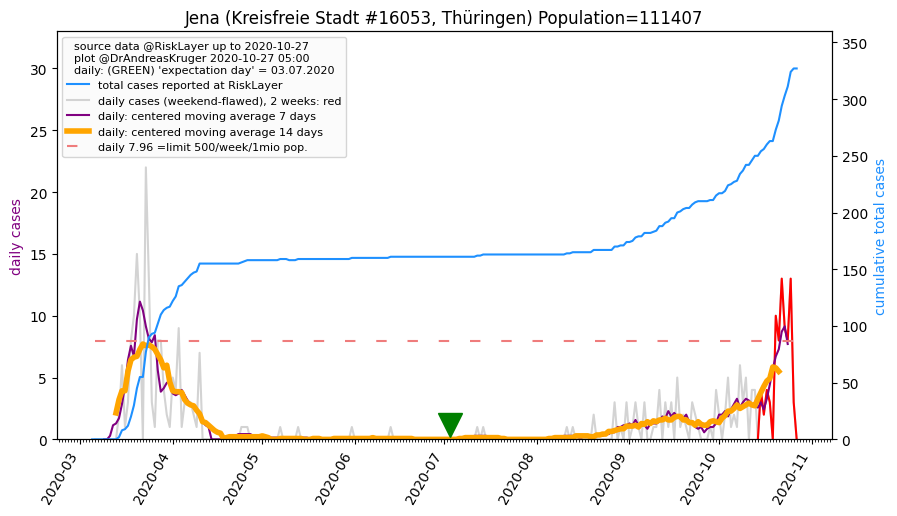 Jena (Kreisfreie Stadt #16053, Thüringen) Population=111407
source data @RiskLayer up to 2020-10-27
plot @DrAndreasKruger 2020-10-27 05:00
daily: (GREEN) 'expectation day' = 03.07.2020
total cases reported at RiskLayer
daily cases (weekend-flawed), 2 weeks: red
daily: centered moving average 7 days
daily: centered moving average 14 days
daily 7.96 =limit 500/week/1mio pop.
daily cases
30
25
20
15
10
5
0
cumulative total cases
350
300
250
200
150
100
50
0
2020-03
2020-04
2020-05
2020-06
2020-07
2020-08
2020-09
2020-10
2020-11